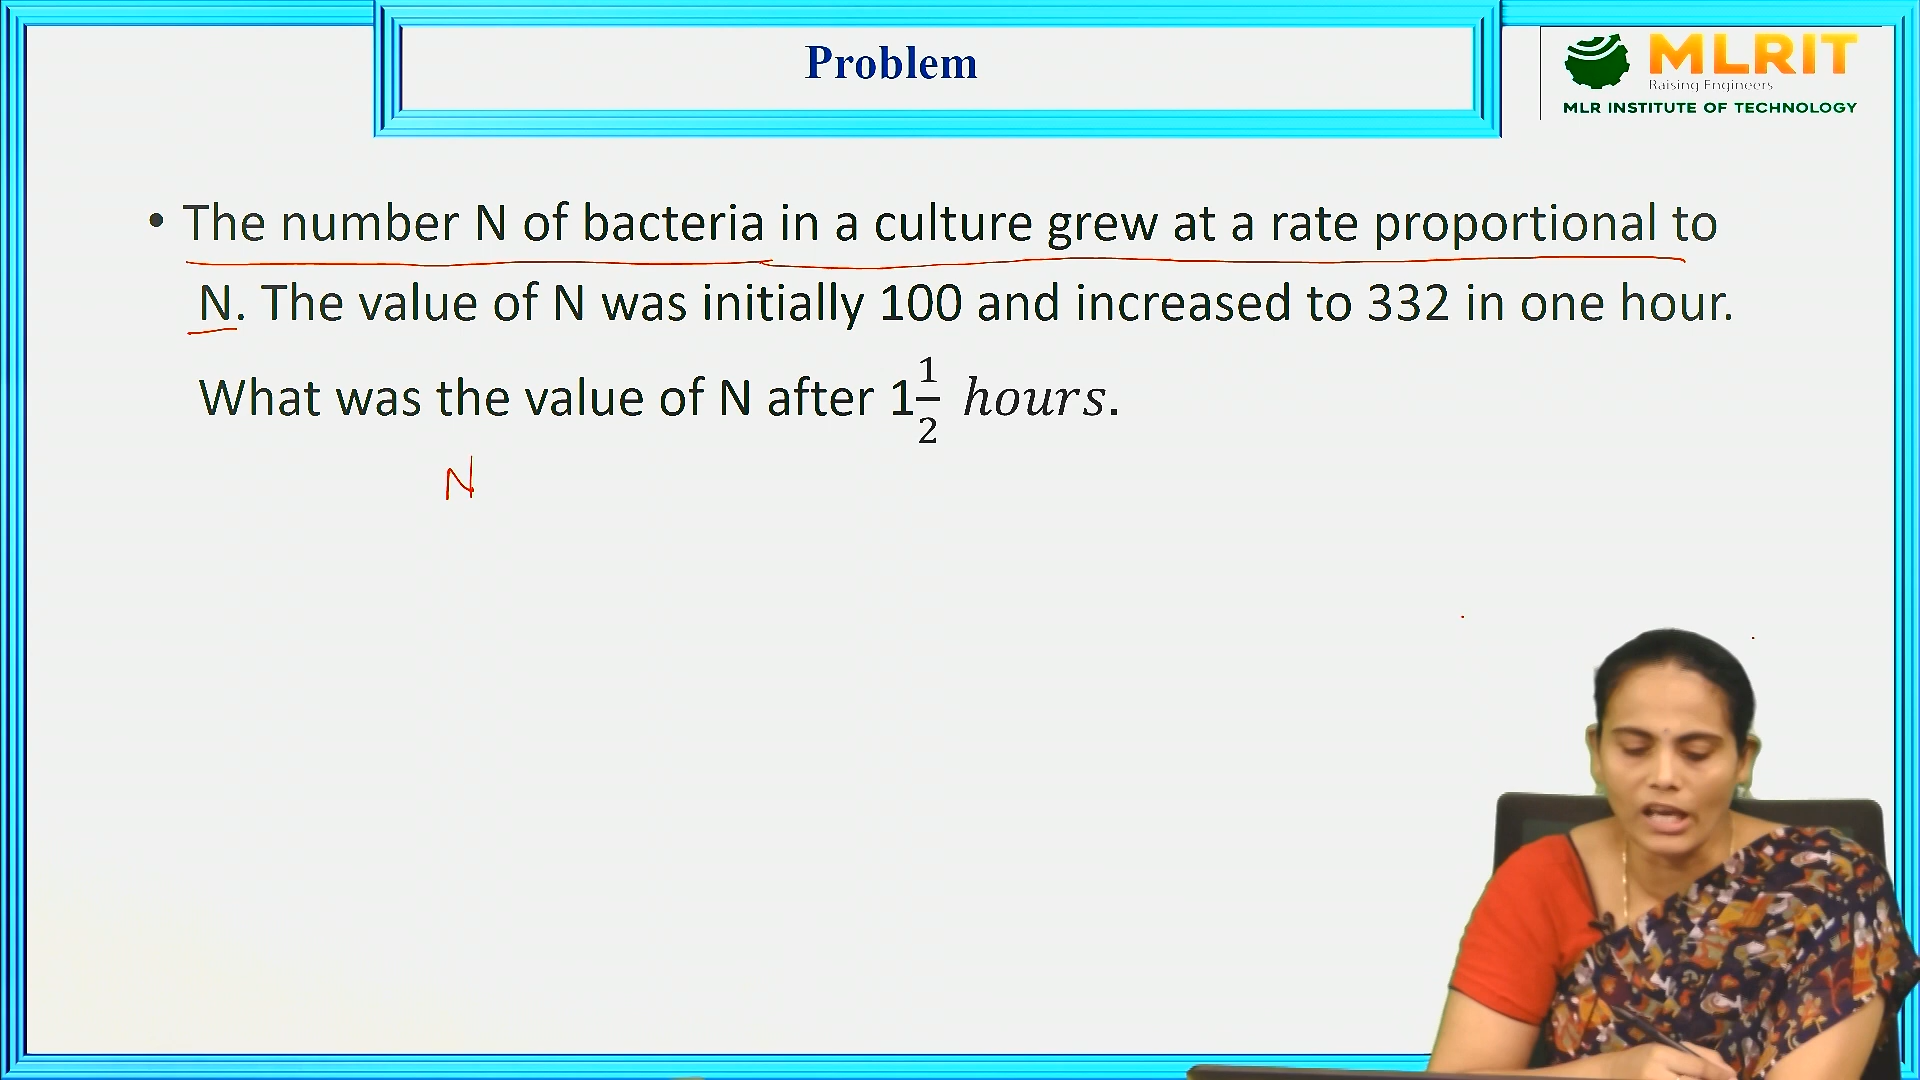 Problem
MLRIT
Raising Engineers
MLR INSTITUTE OF TECHNOLOGY
• The number N of bacteria in a culture grew at a rate proportional to
N. The value of N was initially 100 and increased to 332 in one hour.
What was the value of N after 1 1/2 hours.
N